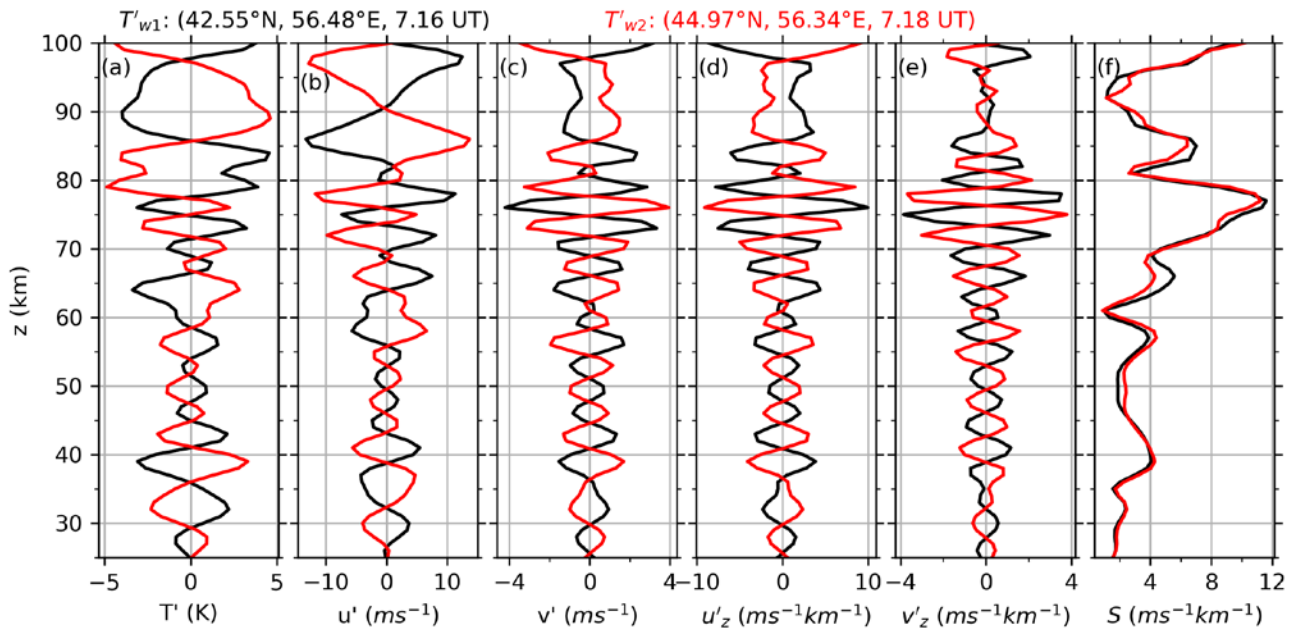 T'w1: (42.55°N, 56.48°E, 7.16 UT) T'w2: (44.97°N, 56.34°E, 7.18 UT)
(a) (b) (c) (d) (e) (f)
100
90
80
70
60
50
40
30
z (km)
−5 0 5 −10 0 10 −4 0 4 −8 0 10 −4 0 4 4 8 12
T' (K) u' (ms⁻¹) v' (ms⁻¹) u'z (ms⁻¹km⁻¹) v'z (ms⁻¹km⁻¹) S (ms⁻¹km⁻¹)